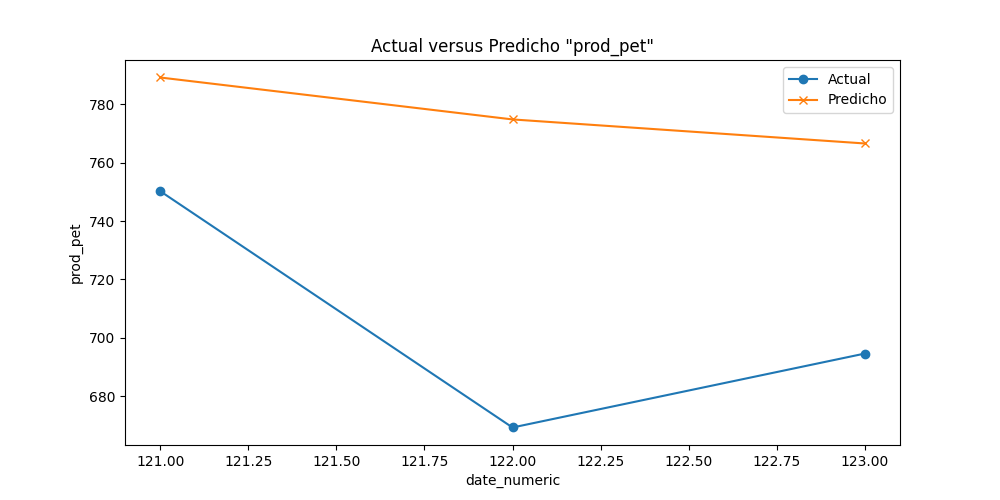 Actual versus Predicho "prod_pet"
Actual
Predicho
prod_pet
780
760
740
720
700
680
121.00 121.25 121.50 121.75 122.00 122.25 122.50 122.75 123.00
date_numeric